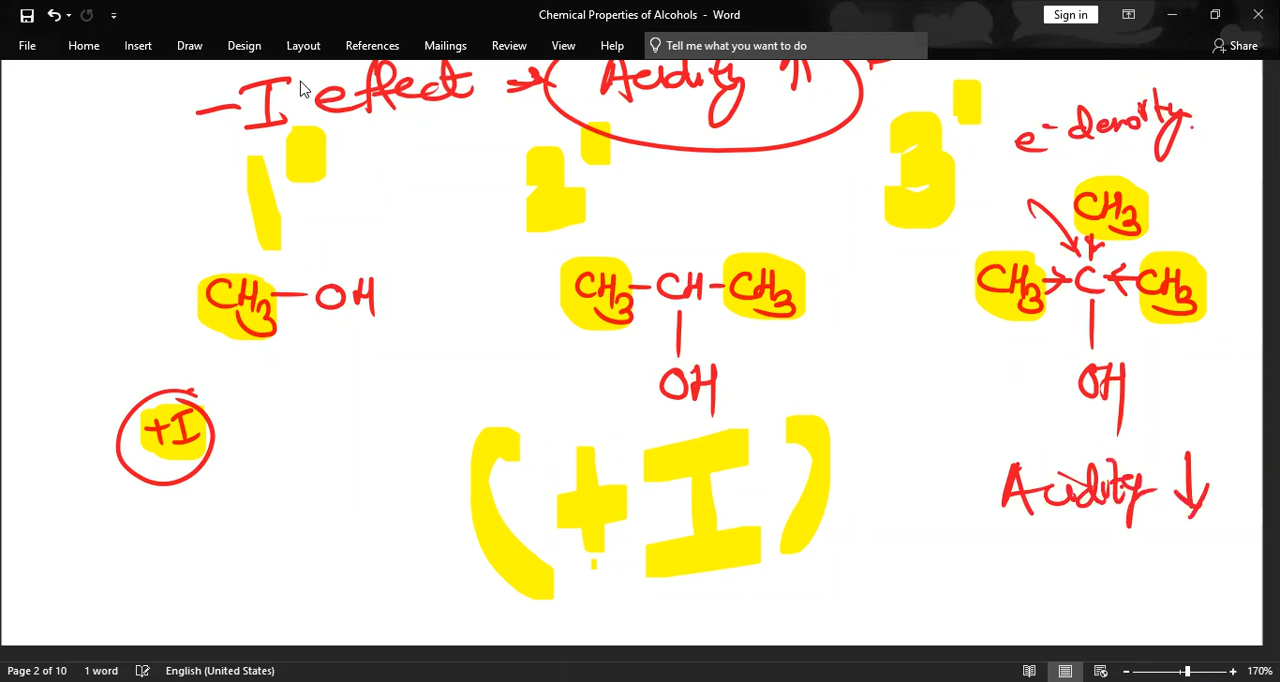 Chemical Properties of Alcohols - Word
Sign in
File Home Insert Draw Design Layout References Mailings Review View Help Tell me what you want to do Share
-I effect → Acidity ↑
e- density.
1° 2° 3°
CH3
CH3-OH CH3-CH-CH3 CH3→C←CH3
OH OH
+I
(+I)
Acidity ↓
Page 2 of 10 1 word English (United States) 170%